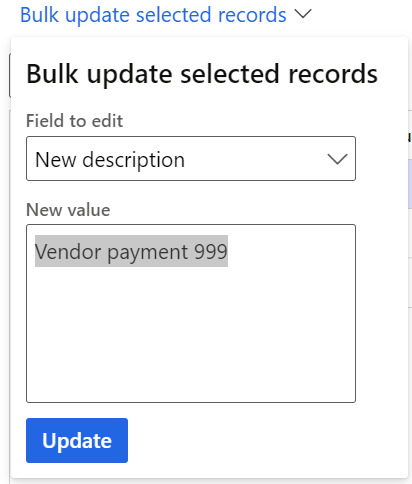 Bulk update selected records
Bulk update selected records
Field to edit
New description
New value
Vendor payment 999
Update